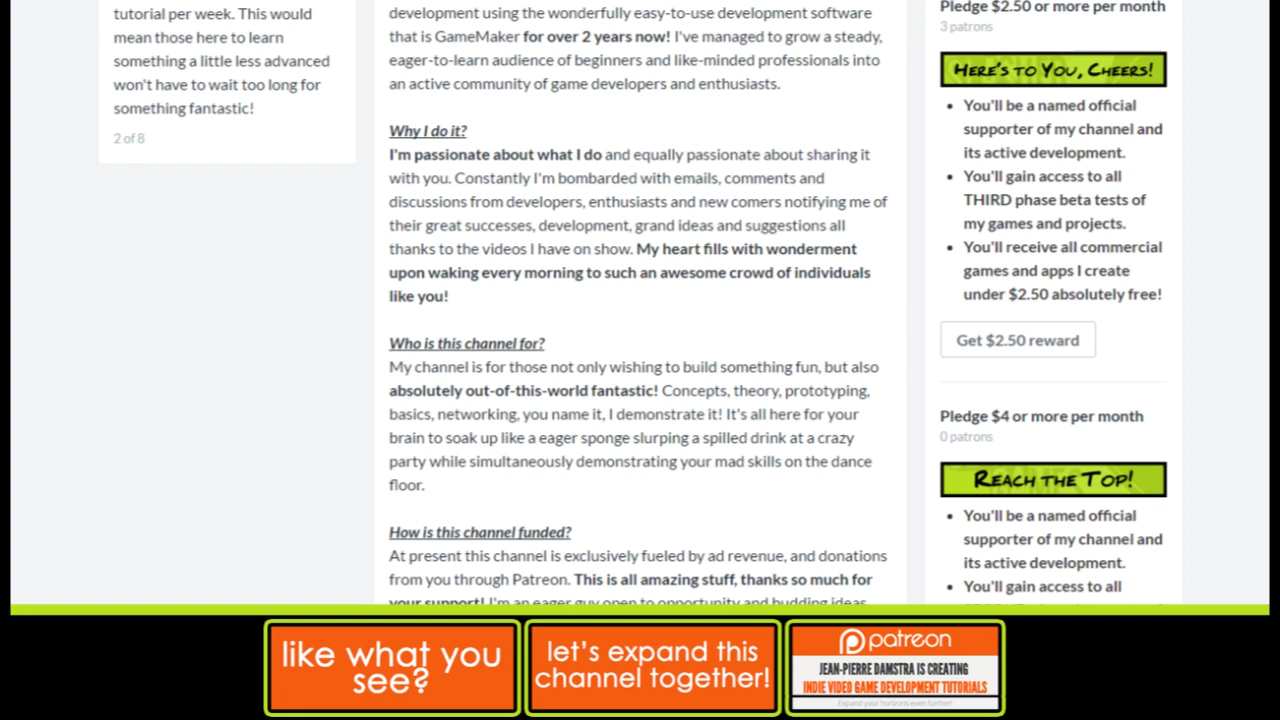 tutorial per week. This would
mean those here to learn
something a little less advanced
won't have to wait too long for
something fantastic!
2 of 8
development using the wonderfully easy-to-use development software
that is GameMaker for over 2 years now! I've managed to grow a steady,
eager-to-learn audience of beginners and like-minded professionals into
an active community of game developers and enthusiasts.
Why I do it?
I'm passionate about what I do and equally passionate about sharing it
with you. Constantly I'm bombarded with emails, comments and
discussions from developers, enthusiasts and new comers notifying me of
their great successes, development, grand ideas and suggestions all
thanks to the videos I have on show. My heart fills with wonderment
upon waking every morning to such an awesome crowd of individuals
like you!
Who is this channel for?
My channel is for those not only wishing to build something fun, but also
absolutely out-of-this-world fantastic! Concepts, theory, prototyping,
basics, networking, you name it, I demonstrate it! It's all here for your
brain to soak up like a eager sponge slurping a spilled drink at a crazy
party while simultaneously demonstrating your mad skills on the dance
floor.
How is this channel funded?
At present this channel is exclusively fueled by ad revenue, and donations
from you through Patreon. This is all amazing stuff, thanks so much for
your support! I'm an eager guy open to opportunity and budding ideas
Pledge $2.50 or more per month
3 patrons
HERE'S TO YOU, CHEERS!
• You'll be a named official
supporter of my channel and
its active development.
• You'll gain access to all
THIRD phase beta tests of
my games and projects.
• You'll receive all commercial
games and apps I create
under $2.50 absolutely free!
Get $2.50 reward
Pledge $4 or more per month
0 patrons
REACH THE TOP!
• You'll be a named official
supporter of my channel and
its active development.
• You'll gain access to all
like what you
see?
let's expand this
channel together!
patreon
JEAN-PIERRE DAMSTRA IS CREATING
INDIE VIDEO GAME DEVELOPMENT TUTORIALS
Expand your horizons even further!